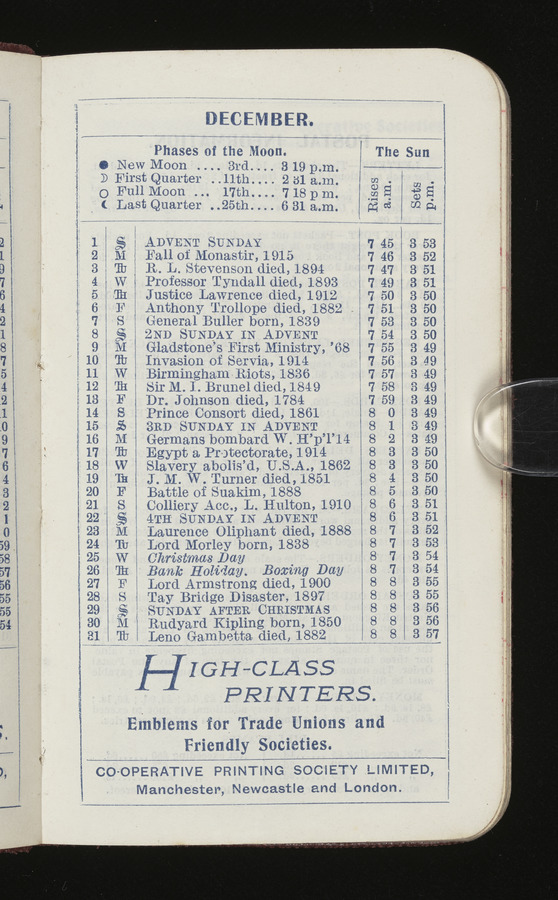 DECEMBER.
Phases of the Moon.
New Moon .... 3rd.... 3 19 p.m.
First Quarter ..11th.... 2 31 a.m.
Full Moon ... 17th.... 7 18 p m.
Last Quarter ..25th.... 6 31 a.m.
The Sun
Rises a.m.
Sets p.m.
1 S ADVENT SUNDAY 7 45 3 53
2 M Fall of Monastir, 1915 7 46 3 52
3 Tu R. L. Stevenson died, 1894 7 47 3 51
4 W Professor Tyndall died, 1893 7 49 3 51
5 Th Justice Lawrence died, 1912 7 50 3 50
6 F Anthony Trollope died, 1882 7 51 3 50
7 S General Buller born, 1839 7 53 3 50
8 S 2ND SUNDAY IN ADVENT 7 54 3 50
9 M Gladstone's First Ministry, '68 7 55 3 49
10 Tu Invasion of Servia, 1914 7 56 3 49
11 W Birmingham Riots, 1836 7 57 3 49
12 Th Sir M. I. Brunel died, 1849 7 58 3 49
13 F Dr. Johnson died, 1784 7 59 3 49
14 S Prince Consort died, 1861 8 0 3 49
15 S 3RD SUNDAY IN ADVENT 8 1 3 49
16 M Germans bombard W. H'p'l'14 8 2 3 49
17 Tu Egypt a Protectorate, 1914 8 3 3 50
18 W Slavery abolis'd, U.S.A., 1862 8 3 3 50
19 Th J. M. W. Turner died, 1851 8 4 3 50
20 F Battle of Suakim, 1888 8 5 3 50
21 S Colliery Acc., L. Hulton, 1910 8 6 3 51
22 S 4TH SUNDAY IN ADVENT 8 6 3 51
23 M Laurence Oliphant died, 1888 8 7 3 52
24 Tu Lord Morley born, 1838 8 7 3 53
25 W Christmas Day 8 7 3 54
26 Th Bank Holiday. Boxing Day 8 7 3 54
27 F Lord Armstrong died, 1900 8 8 3 55
28 S Tay Bridge Disaster, 1897 8 8 3 55
29 S SUNDAY AFTER CHRISTMAS 8 8 3 56
30 M Rudyard Kipling born, 1850 8 8 3 56
31 Tu Leno Gambetta died, 1882 8 8 3 57
HIGH-CLASS
PRINTERS.
Emblems for Trade Unions and
Friendly Societies.
CO-OPERATIVE PRINTING SOCIETY LIMITED,
Manchester, Newcastle and London.